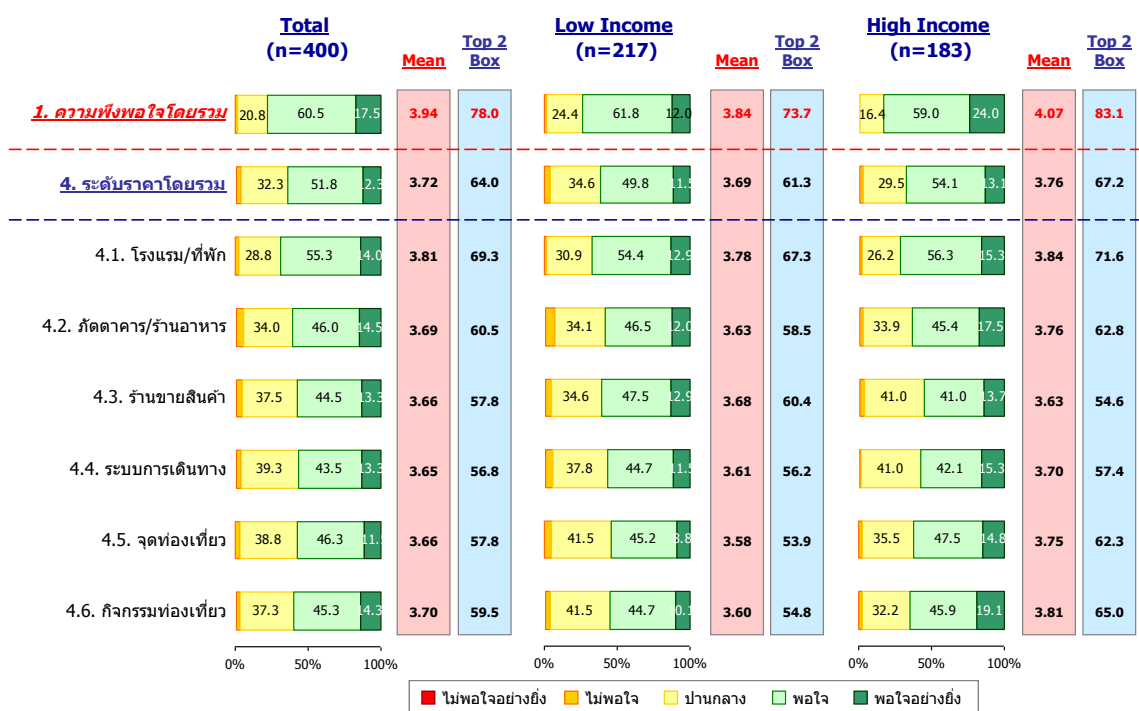 Total Low Income High Income
(n=400) (n=217) (n=183)
Mean Top 2 Box Mean Top 2 Box Mean Top 2 Box
1. ความพึงพอใจโดยรวม 20.8 60.5 17.5 3.94 78.0 24.4 61.8 12.0 3.84 73.7 16.4 59.0 24.0 4.07 83.1
4. ระดับราคาโดยรวม 32.3 51.8 12.3 3.72 64.0 34.6 49.8 11.5 3.69 61.3 29.5 54.1 13.1 3.76 67.2
4.1. โรงแรม/ที่พัก 28.8 55.3 14.0 3.81 69.3 30.9 54.4 12.9 3.78 67.3 26.2 56.3 15.3 3.84 71.6
4.2. ภัตตาคาร/ร้านอาหาร 34.0 46.0 14.5 3.69 60.5 34.1 46.5 12.0 3.63 58.5 33.9 45.4 17.5 3.76 62.8
4.3. ร้านขายสินค้า 37.5 44.5 13.3 3.66 57.8 34.6 47.5 12.9 3.68 60.4 41.0 41.0 13.7 3.63 54.6
4.4. ระบบการเดินทาง 39.3 43.5 13.3 3.65 56.8 37.8 44.7 11.5 3.61 56.2 41.0 42.1 15.3 3.70 57.4
4.5. จุดท่องเที่ยว 38.8 46.3 3.66 57.8 41.5 45.2 8.8 3.58 53.9 35.5 47.5 14.8 3.75 62.3
4.6. กิจกรรมท่องเที่ยว 37.3 45.3 14.3 3.70 59.5 41.5 44.7 10.1 3.60 54.8 32.2 45.9 19.1 3.81 65.0
0% 50% 100% 0% 50% 100% 0% 50% 100%
ไม่พอใจอย่างยิ่ง ไม่พอใจ ปานกลาง พอใจ พอใจอย่างยิ่ง